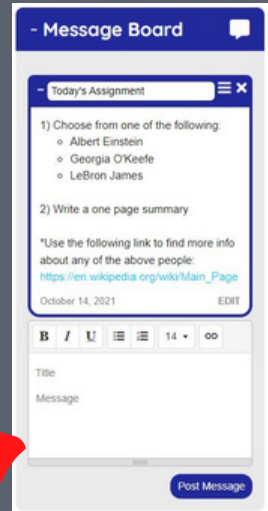 - Message Board
- Today's Assignment
1) Choose from one of the following:
Albert Einstein
Georgia O'Keefe
LeBron James
2) Write a one page summary
*Use the following link to find more info
about any of the above people:
https://en.wikipedia.org/wiki/Main_Page
October 14, 2021 EDIT
B I U 14
Title
Message
Post Message